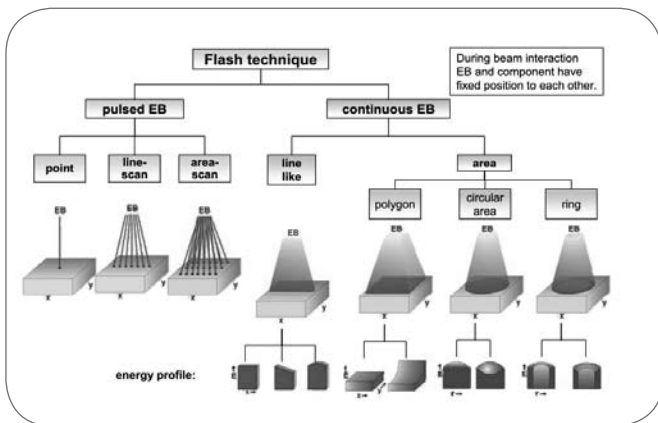 Flash technique
During beam interaction
EB and component have
fixed position to each other.
pulsed EB
continuous EB
point
line-
scan
area-
scan
line
like
area
polygon
circular
area
ring
EB
EB
EB
EB
EB
EB
EB
x
y
x
y
x
y
x
x
y
x
y
x
y
energy profile:
E
x
E
x
y
E
r
E
r